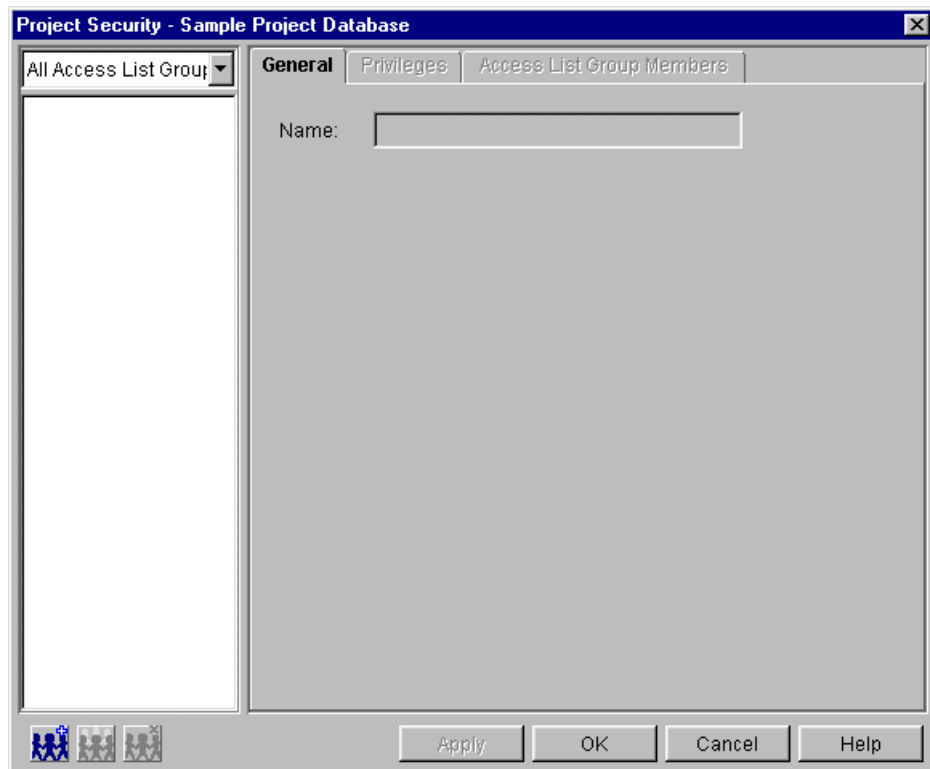 Project Security - Sample Project Database
All Access List Group
General
Privileges
Access List Group Members
Name:
Apply
OK
Cancel
Help